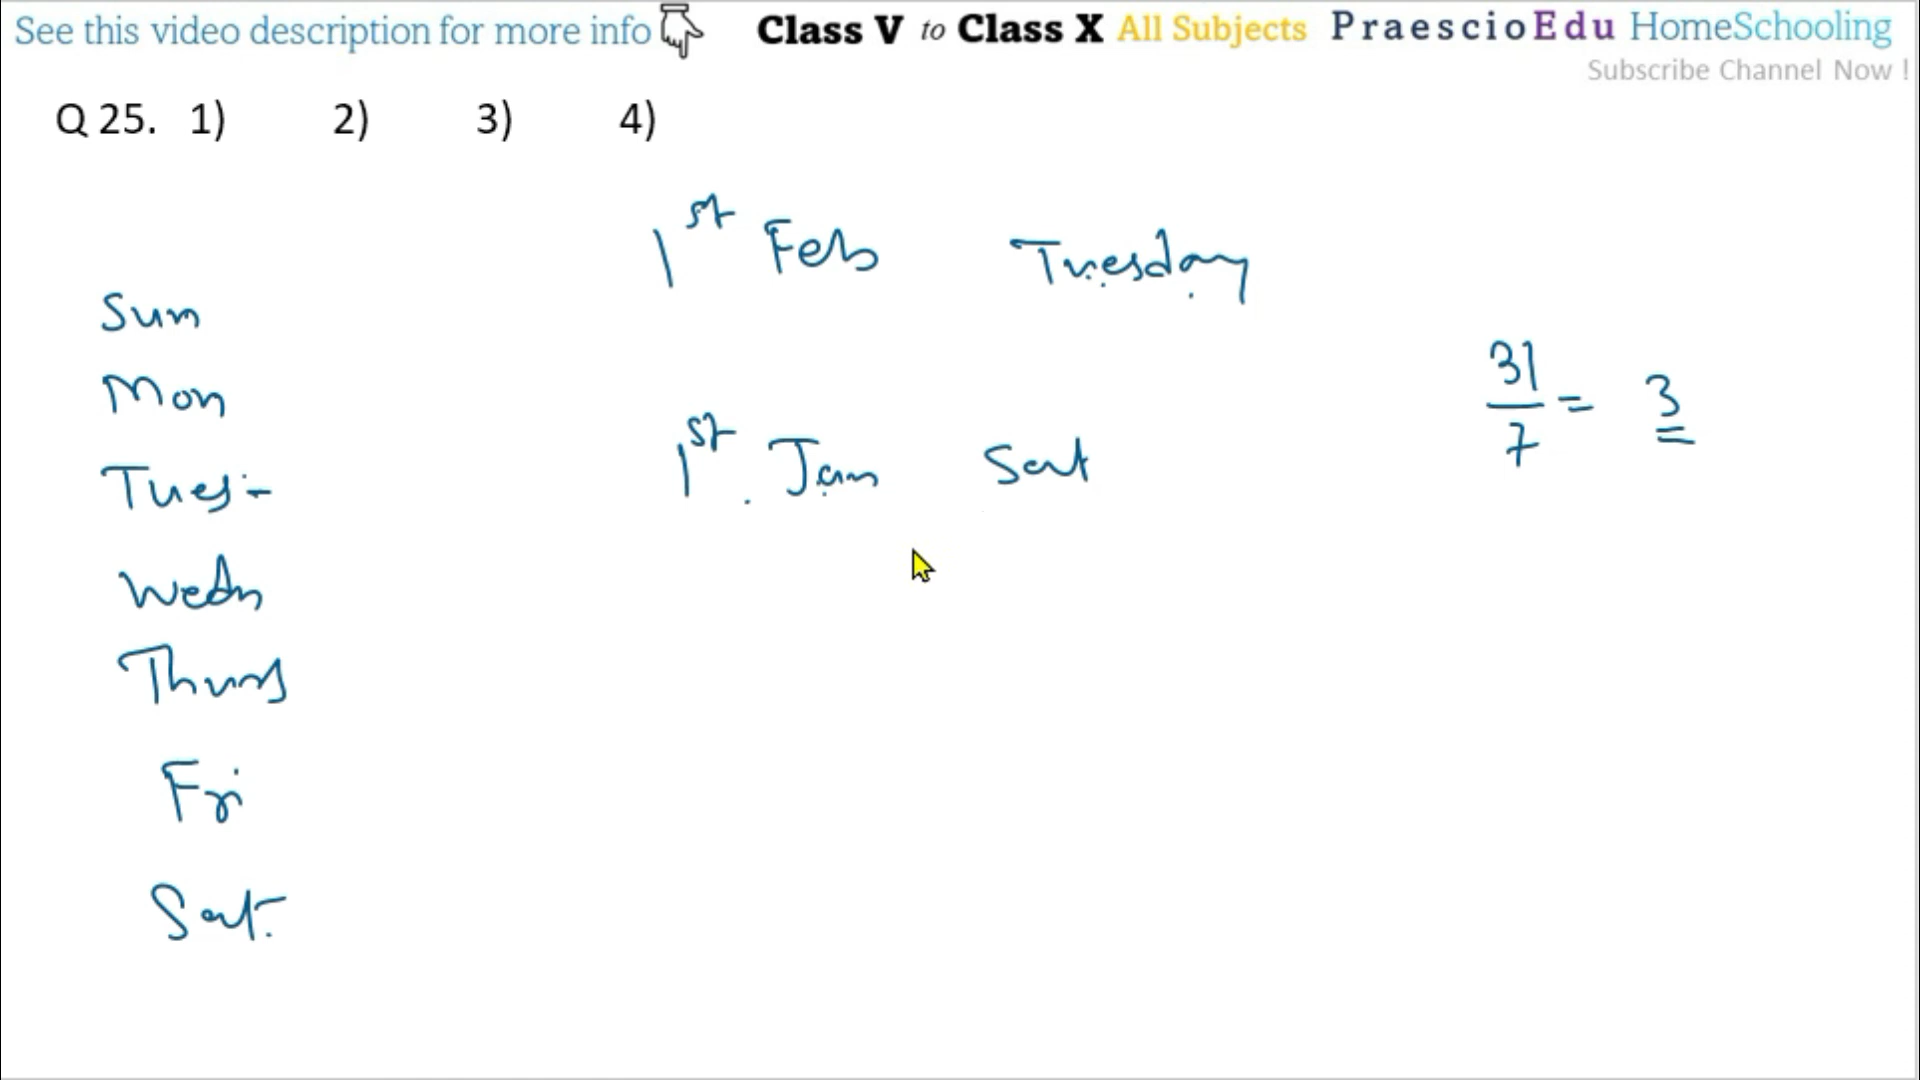 See this video description for more info Class V to Class X All Subjects PraescioEdu HomeSchooling
Subscribe Channel Now !
Q 25. 1) 2) 3) 4)
1st Feb Tuesday
Sun
Mon
31/7 = 3
Tues
1st Jan Sat
Wedn
Thurs
Fri
Sat.